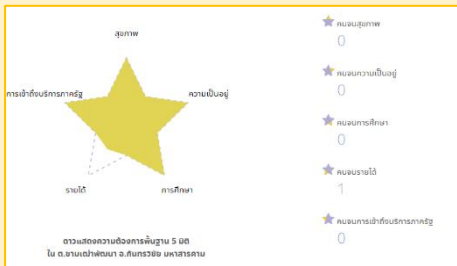 สุขภาพ
ความเป็นอยู่
การศึกษา
รายได้
การเข้าถึงบริการภาครัฐ
ดาวแสดงความต้องการพื้นฐาน 5 มิติ
ใน ต.ขามเฒ่าพัฒนา อ.กันทรวิชัย มหาสารคาม
คนจนสุขภาพ
0
คนจนความเป็นอยู่
0
คนจนการศึกษา
0
คนจนรายได้
1
คนจนการเข้าถึงบริการภาครัฐ
0